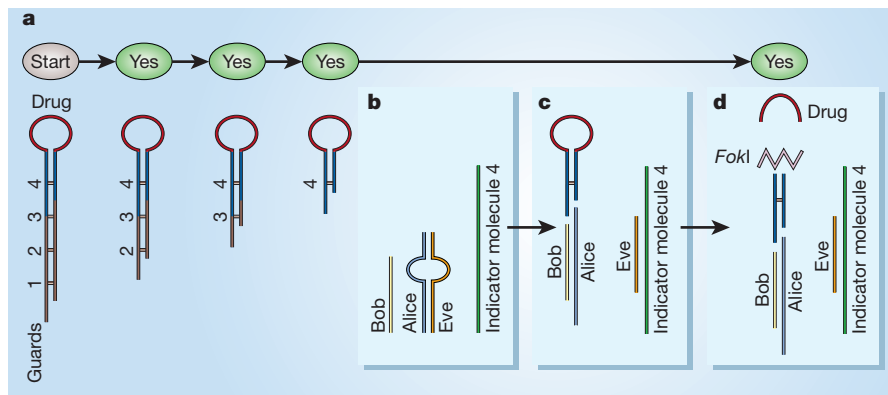 a
Start
Yes
Yes
Yes
Yes
Drug
4
3
2
1
Guards
4
3
2
4
3
4
b
Bob
Alice
Eve
Indicator molecule 4
c
Bob
Alice
Eve
Indicator molecule 4
d
Drug
FokI
Bob
Alice
Eve
Indicator molecule 4